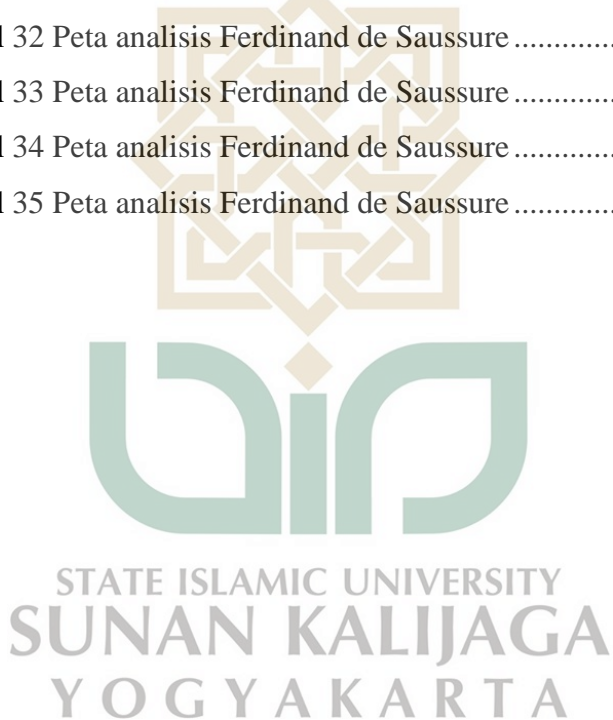 l 32 Peta analisis Ferdinand de Saussure .............
l 33 Peta analisis Ferdinand de Saussure .............
l 34 Peta analisis Ferdinand de Saussure .............
l 35 Peta analisis Ferdinand de Saussure .............
uin
STATE ISLAMIC UNIVERSITY
SUNAN KALIJAGA
YOGYAKARTA